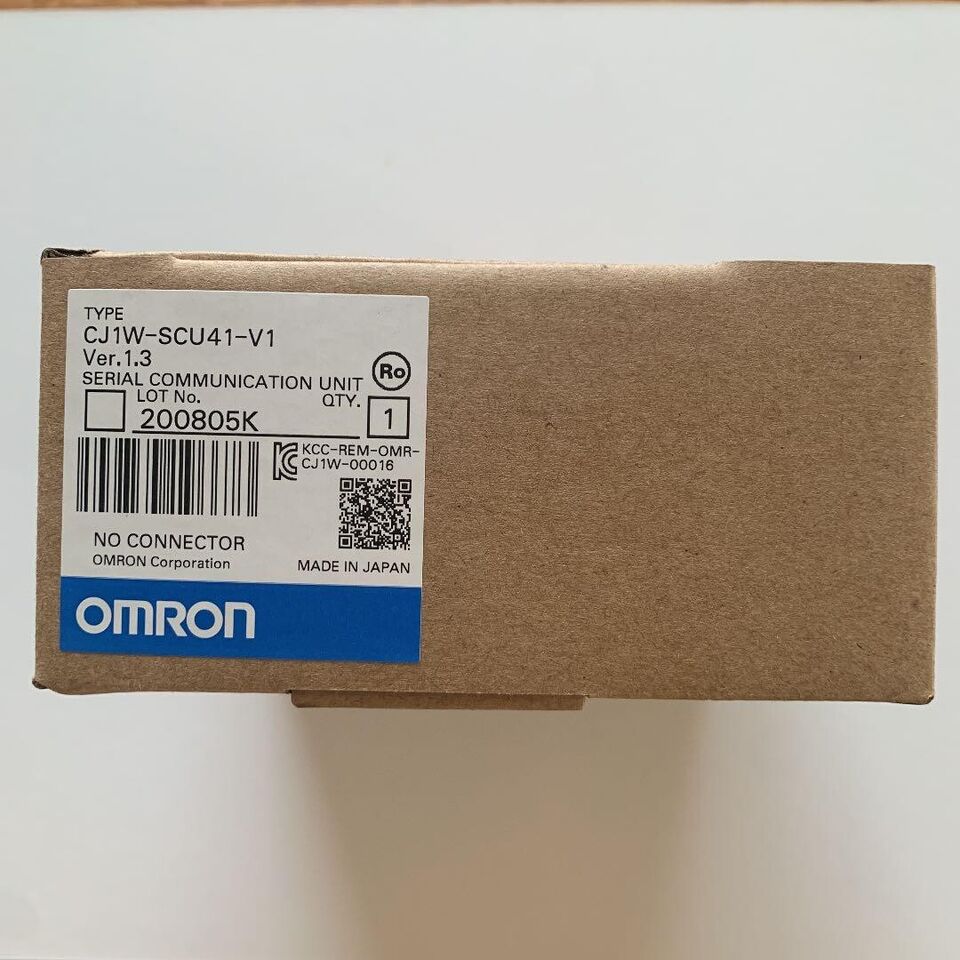 TYPE
CJ1W-SCU41-V1
Ver.1.3
Ro
SERIAL COMMUNICATION UNIT
LOT No. QTY.
200805K 1
KCC-REM-OMR-
CJ1W-00016
NO CONNECTOR
OMRON Corporation
MADE IN JAPAN
OMRON